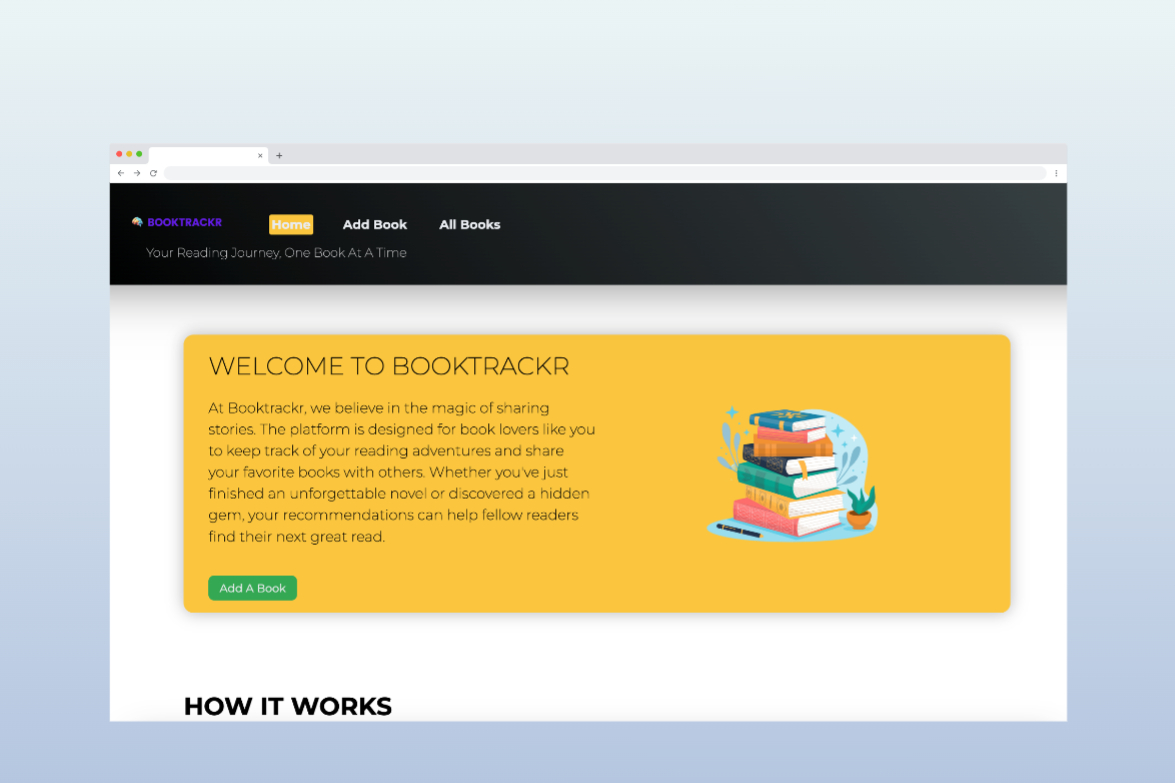 BOOKTRACKR
Home
Add Book
All Books
Your Reading Journey, One Book At A Time
WELCOME TO BOOKTRACKR
At Booktrackr, we believe in the magic of sharing
stories. The platform is designed for book lovers like you
to keep track of your reading adventures and share
your favorite books with others. Whether you've just
finished an unforgettable novel or discovered a hidden
gem, your recommendations can help fellow readers
find their next great read.
Add A Book
HOW IT WORKS